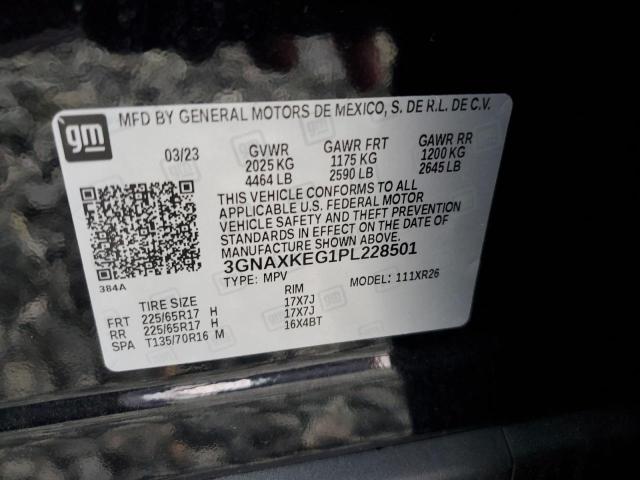 gm
MFD BY GENERAL MOTORS DE MEXICO, S. DE R.L. DE C.V.
03/23 GVWR GAWR FRT GAWR RR
2025 KG 1175 KG 1200 KG
4464 LB 2590 LB 2645 LB
THIS VEHICLE CONFORMS TO ALL
APPLICABLE U.S. FEDERAL MOTOR
VEHICLE SAFETY AND THEFT PREVENTION
STANDARDS IN EFFECT ON THE DATE OF
MANUFACTURE SHOWN ABOVE.
3GNAXKEG1PL228501
384A
TYPE: MPV MODEL: 111XR26
TIRE SIZE RIM
FRT 225/65R17 H 17X7J
RR 225/65R17 H 17X7J
SPA T135/70R16 M 16X4BT